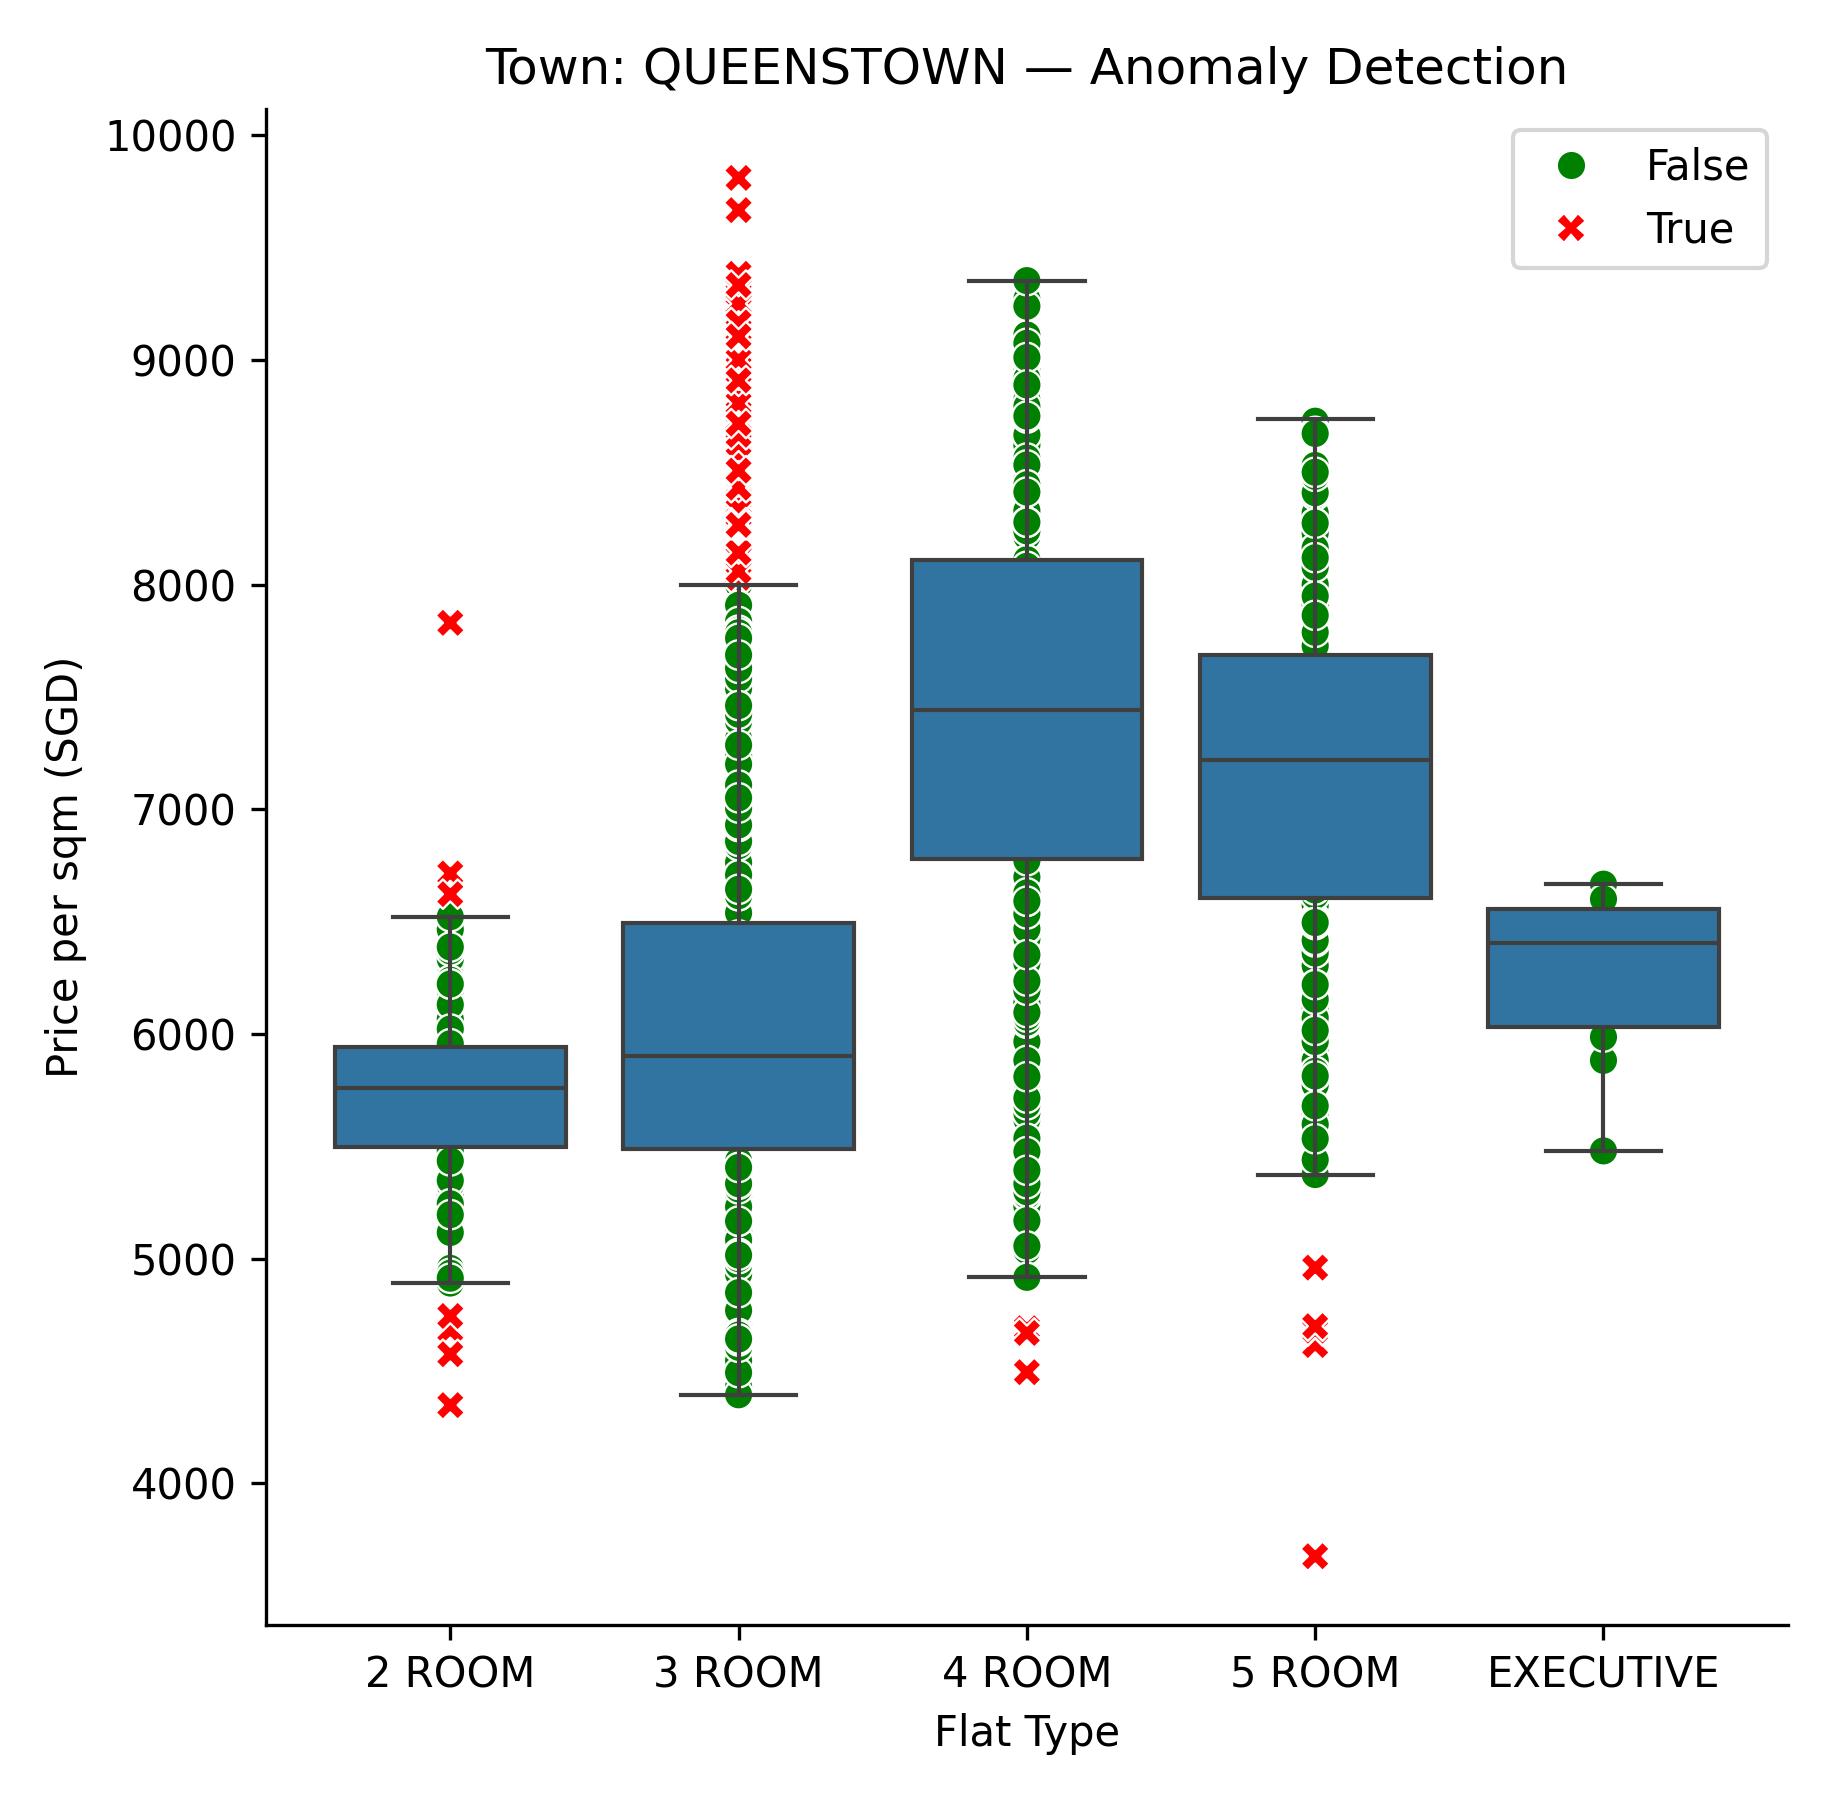 Town: QUEENSTOWN — Anomaly Detection
False
True
Price per sqm (SGD)
10000
9000
8000
7000
6000
5000
4000
2 ROOM 3 ROOM 4 ROOM 5 ROOM EXECUTIVE
Flat Type